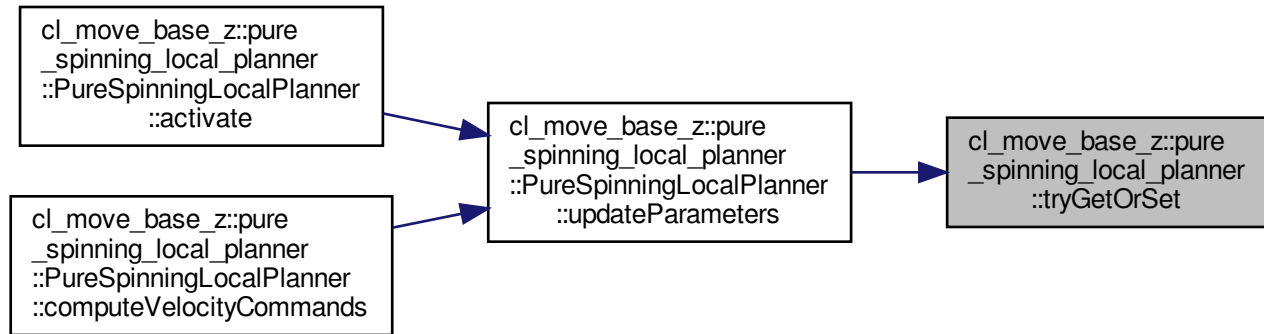 cl_move_base_z::pure
_spinning_local_planner
::PureSpinningLocalPlanner
::activate
cl_move_base_z::pure
_spinning_local_planner
::PureSpinningLocalPlanner
::computeVelocityCommands
cl_move_base_z::pure
_spinning_local_planner
::PureSpinningLocalPlanner
::updateParameters
cl_move_base_z::pure
_spinning_local_planner
::tryGetOrSet